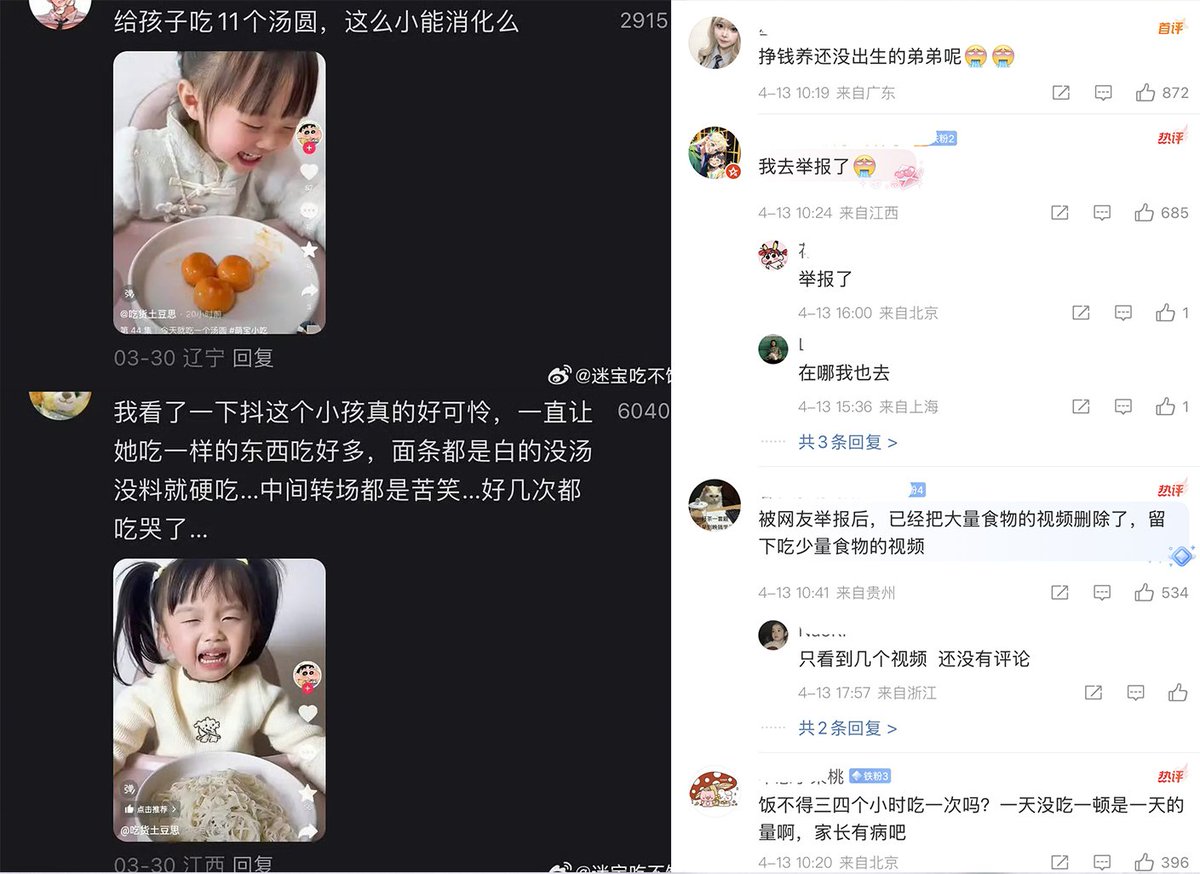 给孩子吃11个汤圆，这么小能消化么
2915
@吃货土豆思 · 20小时前
第 44 集
今天就吃一个汤圆 #萌宝小吃
03-30 辽宁 回复
@迷宝吃不饱
我看了一下抖这个小孩真的好可怜，一直让
她吃一样的东西吃好多，面条都是白的没汤
没料就硬吃...中间转场都是苦笑...好几次都
吃哭了...
6040
弹
点击推荐 >
@吃货土豆思
03-30 江西 回复
首评
挣钱养还没出生的弟弟呢
4-13 10:19 来自广东
872
粉2
热评
我去举报了
4-13 10:24 来自江西
685
举报了
4-13 16:00 来自北京
1
在哪我也去
4-13 15:36 来自上海
1
共3条回复 >
热评
被网友举报后，已经把大量食物的视频删除了，留
下吃少量食物的视频
4-13 10:41 来自贵州
534
只看到几个视频 还没有评论
4-13 17:57 来自浙江
共2条回复 >
桃
铁粉3
热评
饭不得三四个小时吃一次吗？一天没吃一顿是一天的
量啊，家长有病吧
4-13 10:20 来自北京
396